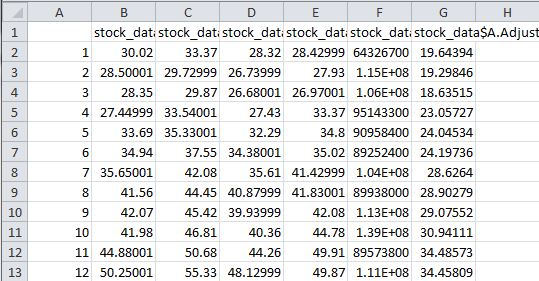 A B C D E F G H
1 stock_data stock_data stock_data stock_data stock_data stock_data$A.Adjust
2 1 30.02 33.37 28.32 28.42999 64326700 19.64394
3 2 28.50001 29.72999 26.73999 27.93 1.15E+08 19.29846
4 3 28.35 29.87 26.68001 26.97001 1.06E+08 18.63515
5 4 27.44999 33.54001 27.43 33.37 95143300 23.05727
6 5 33.69 35.33001 32.29 34.8 90958400 24.04534
7 6 34.94 37.55 34.38001 35.02 89252400 24.19736
8 7 35.65001 42.08 35.61 41.42999 1.04E+08 28.6264
9 8 41.56 44.45 40.87999 41.83001 89938000 28.90279
10 9 42.07 45.42 39.93999 42.08 1.13E+08 29.07552
11 10 41.98 46.81 40.36 44.78 1.39E+08 30.94111
12 11 44.88001 50.68 44.26 49.91 89573800 34.48573
13 12 50.25001 55.33 48.12999 49.87 1.11E+08 34.45809